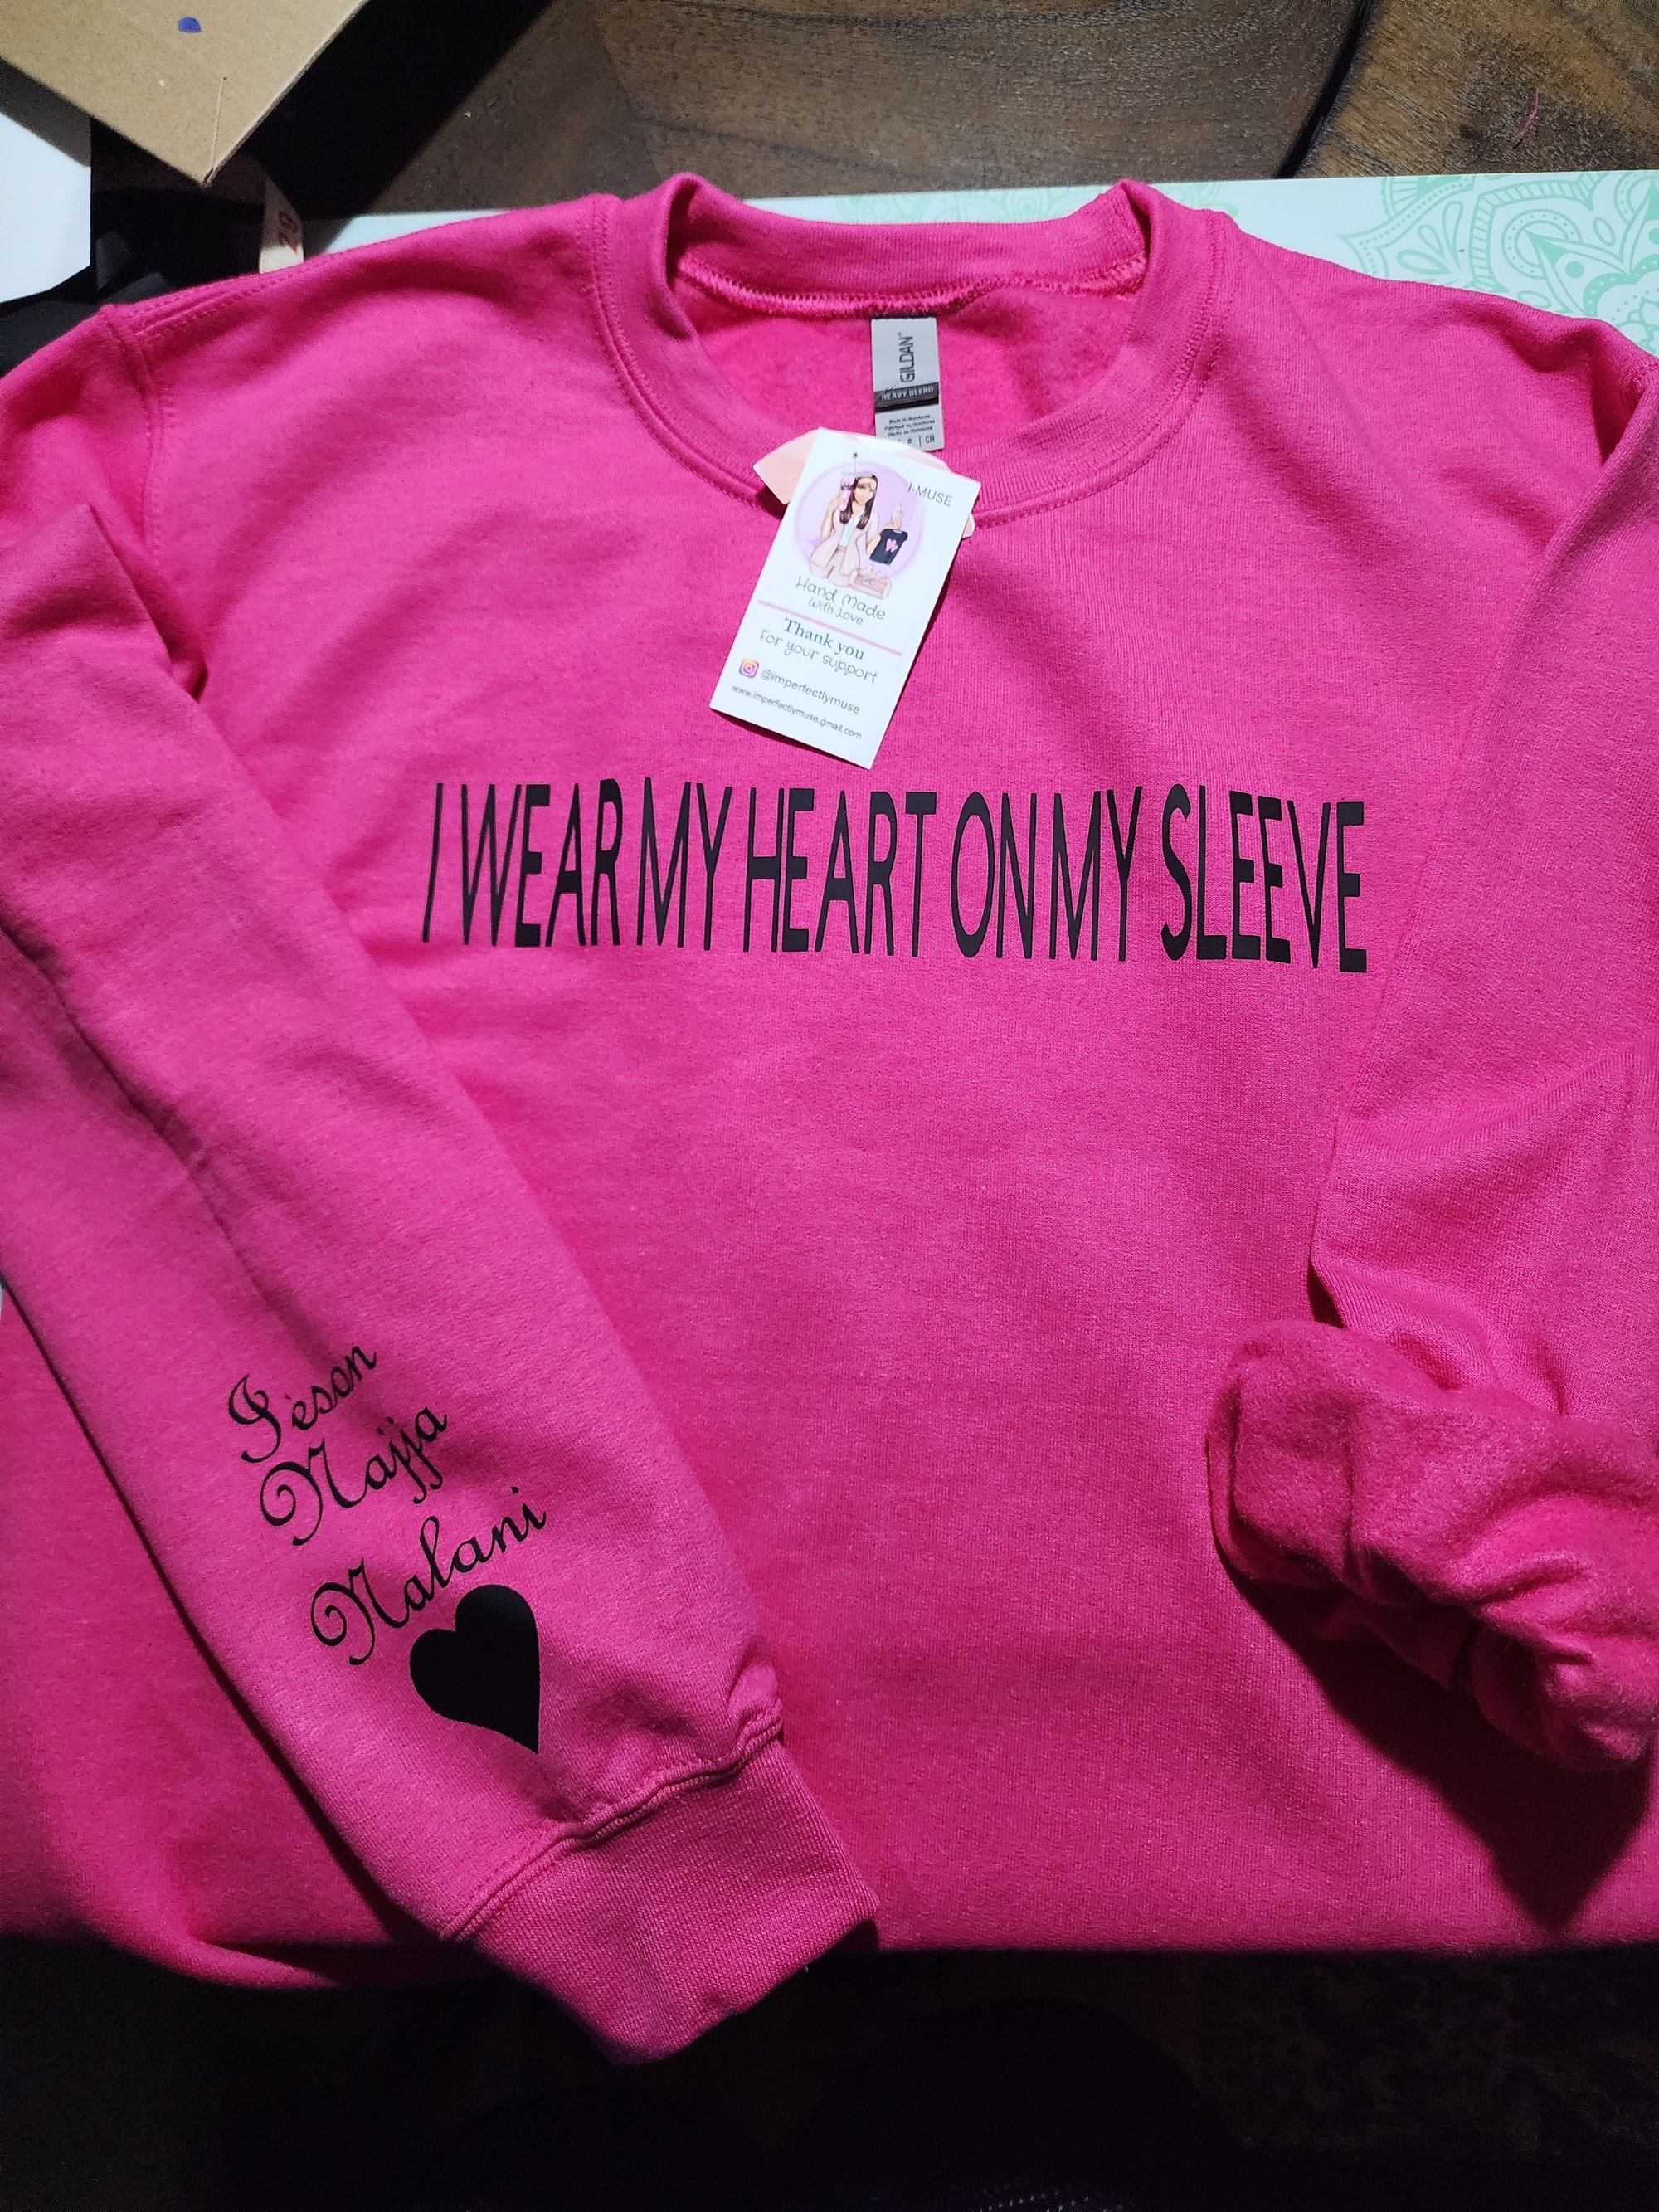 GILDAN
HEAVY BLEND
I-MUSE
Hand Made
with Love
Thank you
For your support
@imperfectlymuse
www.imperfectlymuse.gmail.com
I WEAR MY HEART ON MY SLEEVE
Jéson
Najja
Nalani